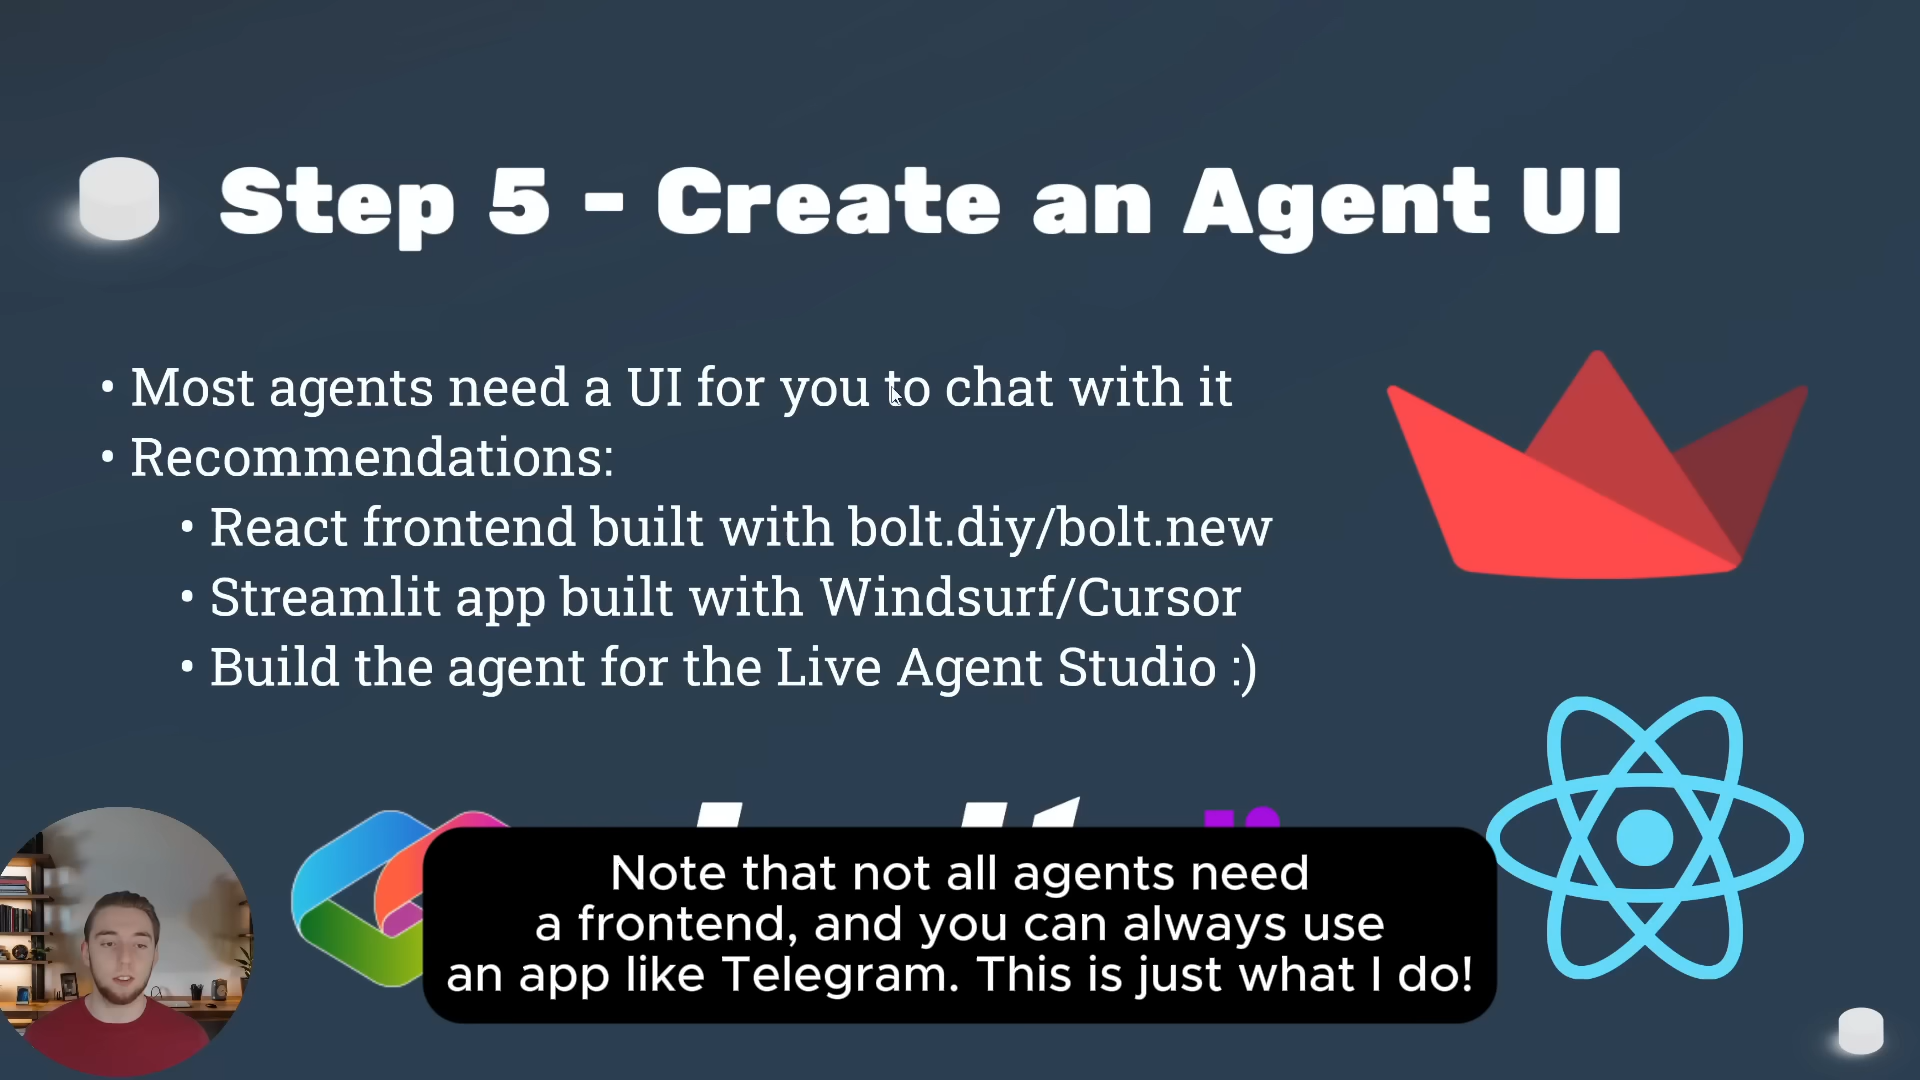 Step 5 - Create an Agent UI
• Most agents need a UI for you to chat with it
• Recommendations:
• React frontend built with bolt.diy/bolt.new
• Streamlit app built with Windsurf/Cursor
• Build the agent for the Live Agent Studio :)
Note that not all agents need
a frontend, and you can always use
an app like Telegram. This is just what I do!